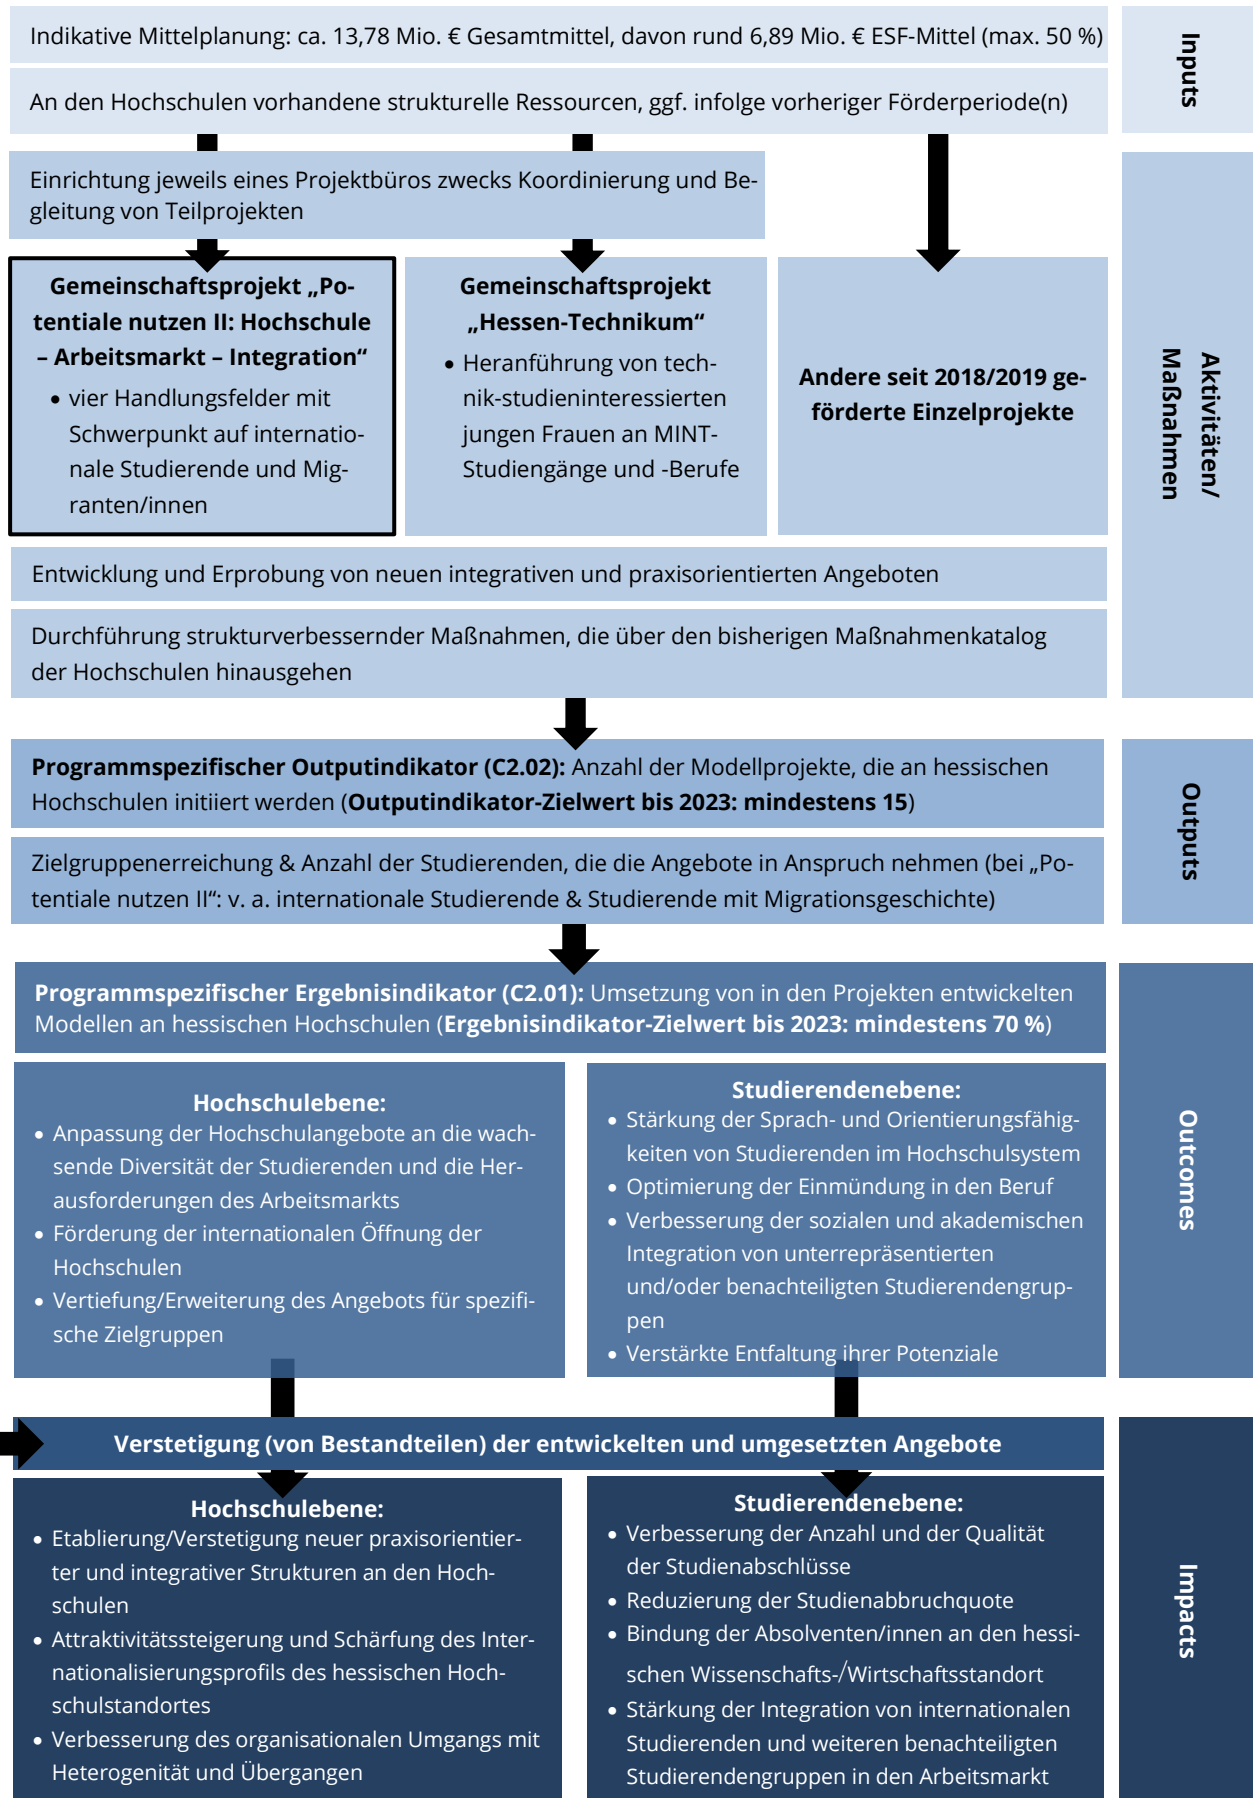 Indikative Mittelplanung: ca. 13,78 Mio. € Gesamtmittel, davon rund 6,89 Mio. € ESF-Mittel (max. 50 %)
An den Hochschulen vorhandene strukturelle Ressourcen, ggf. infolge vorheriger Förderperiode(n)
Inputs
Einrichtung jeweils eines Projektbüros zwecks Koordinierung und Be-
gleitung von Teilprojekten
Gemeinschaftsprojekt „Po-
tentiale nutzen II: Hochschule
– Arbeitsmarkt – Integration“
• vier Handlungsfelder mit
Schwerpunkt auf internatio-
nale Studierende und Mig-
ranten/innen
Gemeinschaftsprojekt
„Hessen-Technikum“
• Heranführung von tech-
nik-studieninteressierten
jungen Frauen an MINT-
Studiengänge und -Berufe
Andere seit 2018/2019 ge-
förderte Einzelprojekte
Entwicklung und Erprobung von neuen integrativen und praxisorientierten Angeboten
Durchführung strukturverbessernder Maßnahmen, die über den bisherigen Maßnahmenkatalog
der Hochschulen hinausgehen
Aktivitäten/
Maßnahmen
Programmspezifischer Outputindikator (C2.02): Anzahl der Modellprojekte, die an hessischen
Hochschulen initiiert werden (Outputindikator-Zielwert bis 2023: mindestens 15)
Zielgruppenerreichung & Anzahl der Studierenden, die die Angebote in Anspruch nehmen (bei „Po-
tentiale nutzen II“: v. a. internationale Studierende & Studierende mit Migrationsgeschichte)
Outputs
Programmspezifischer Ergebnisindikator (C2.01): Umsetzung von in den Projekten entwickelten
Modellen an hessischen Hochschulen (Ergebnisindikator-Zielwert bis 2023: mindestens 70 %)
Hochschulebene:
• Anpassung der Hochschulangebote an die wach-
sende Diversität der Studierenden und die Her-
ausforderungen des Arbeitsmarkts
• Förderung der internationalen Öffnung der
Hochschulen
• Vertiefung/Erweiterung des Angebots für spezifi-
sche Zielgruppen
Studierendenebene:
• Stärkung der Sprach- und Orientierungsfähig-
keiten von Studierenden im Hochschulsystem
• Optimierung der Einmündung in den Beruf
• Verbesserung der sozialen und akademischen
Integration von unterrepräsentierten
und/oder benachteiligten Studierendengrup-
pen
• Verstärkte Entfaltung ihrer Potenziale
Outcomes
Verstetigung (von Bestandteilen) der entwickelten und umgesetzten Angebote
Hochschulebene:
• Etablierung/Verstetigung neuer praxisorientier-
ter und integrativer Strukturen an den Hoch-
schulen
• Attraktivitätssteigerung und Schärfung des Inter-
nationalisierungsprofils des hessischen Hoch-
schulstandortes
• Verbesserung des organisationalen Umgangs mit
Heterogenität und Übergangen
Studierendenebene:
• Verbesserung der Anzahl und der Qualität
der Studienabschlüsse
• Reduzierung der Studienabbruchquote
• Bindung der Absolventen/innen an den hessi-
schen Wissenschafts-/Wirtschaftsstandort
• Stärkung der Integration von internationalen
Studierenden und weiteren benachteiligten
Studierendengruppen in den Arbeitsmarkt
Impacts